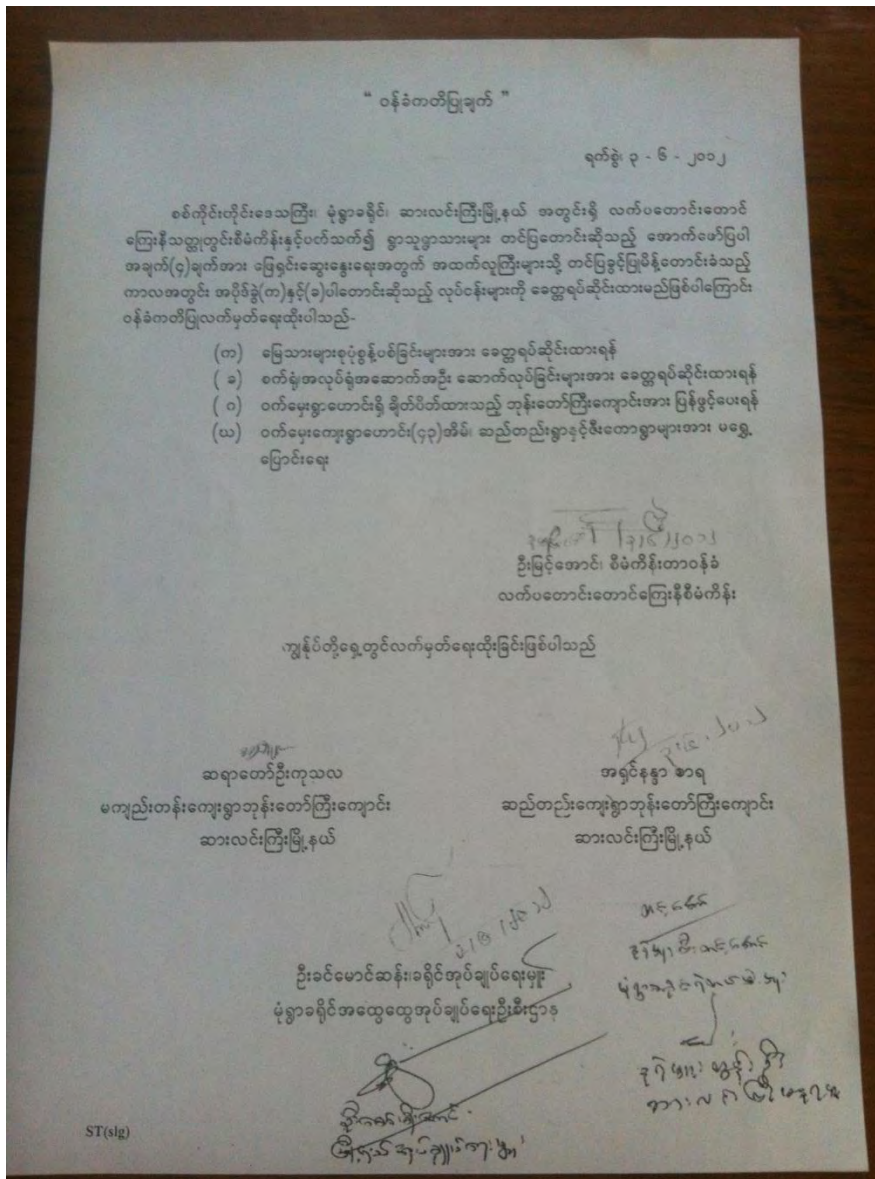 “ ဝန်ခံကတိပြုချက် ”
ရက်စွဲ၊ ၃ - ၆ - ၂၀၁၂
စစ်ကိုင်းတိုင်းဒေသကြီး၊ မုံရွာခရိုင်၊ ဆားလင်းကြီးမြို့နယ် အတွင်းရှိ လက်ပတောင်းတောင်
ကြေးနီသတ္တုတွင်းစီမံကိန်းနှင့်ပတ်သက်၍ ရွာသူရွာသားများ တင်ပြတောင်းဆိုသည့် အောက်ဖော်ပြပါ
အချက်(၄)ချက်အား ဖြေရှင်းဆွေးနွေးရေးအတွက် အထက်လူကြီးများသို့ တင်ပြခွင့်ပြုမိန့်တောင်းခံသည့်
ကာလအတွင်း အပိုဒ်ခွဲ(က)နှင့်(ခ)ပါတောင်းဆိုသည့် လုပ်ငန်းများကို ခေတ္တရပ်ဆိုင်းထားမည်ဖြစ်ပါကြောင်း
ဝန်ခံကတိပြုလက်မှတ်ရေးထိုးပါသည်-
(က) မြေသားများစုပုံစွန့်ပစ်ခြင်းများအား ခေတ္တရပ်ဆိုင်းထားရန်
( ခ ) စက်ရုံ၊အလုပ်ရုံအဆောက်အဦး ဆောက်လုပ်ခြင်းများအား ခေတ္တရပ်ဆိုင်းထားရန်
( ဂ ) ဝက်မှေးရွာဟောင်းရှိ ချိတ်ပိတ်ထားသည့် ဘုန်းတော်ကြီးကျောင်းအား ပြန်ဖွင့်ပေးရန်
(ဃ) ဝက်မှေးကျေးရွာဟောင်း(၄၃)အိမ်၊ ဆည်တည်းရွာနှင့်ဇီးတောရွာများအား မရွှေ့
ပြောင်းရေး
၃/၆/၂၀၁၂
ဦးမြင့်အောင်၊ စီမံကိန်းတာဝန်ခံ
လက်ပတောင်းတောင်ကြေးနီစီမံကိန်း
ကျွန်ုပ်တို့ရှေ့တွင်လက်မှတ်ရေးထိုးခြင်းဖြစ်ပါသည်
၃.၆.၂၀၁၂
ဆရာတော်ဦးကုသလ
အရှင်နန္ဒာစာရ
မကျည်းတန်းကျေးရွာဘုန်းတော်ကြီးကျောင်း
ဆည်တည်းကျေးရွာဘုန်းတော်ကြီးကျောင်း
ဆားလင်းကြီးမြို့နယ်
ဆားလင်းကြီးမြို့နယ်
၃/၆/၂၀၁၂
ဦးခင်မောင်ဆန်း၊ခရိုင်အုပ်ချုပ်ရေးမှူး
မုံရွာခရိုင်အထွေထွေအုပ်ချုပ်ရေးဦးစီးဌာန
ST(slg)